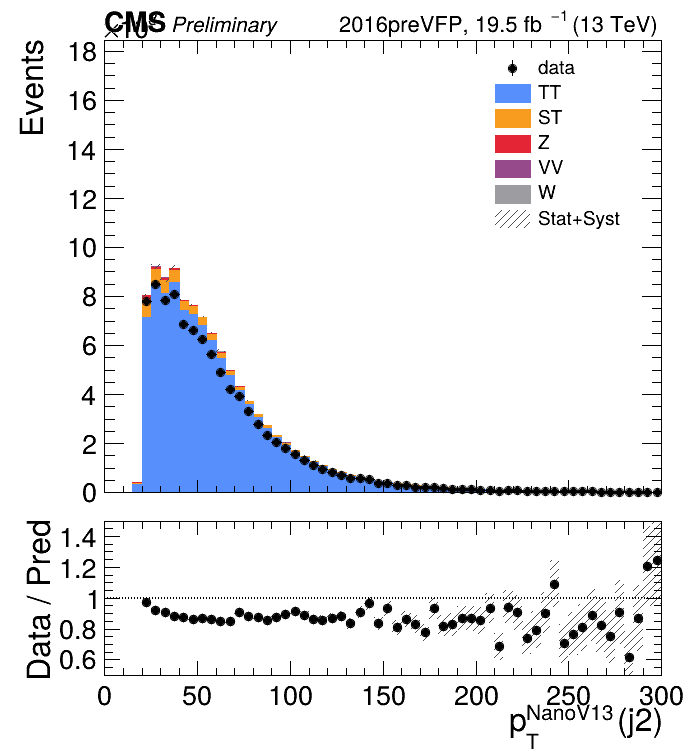 CMS Preliminary 2016preVFP, 19.5 fb⁻¹ (13 TeV)
Events
18
16
14
12
10
8
6
4
2
0
data
TT
ST
Z
VV
W
Stat+Syst
Data / Pred
1.4
1.2
1
0.8
0.6
0 50 100 150 200 250 300
p_T^NanoV13 (j2)